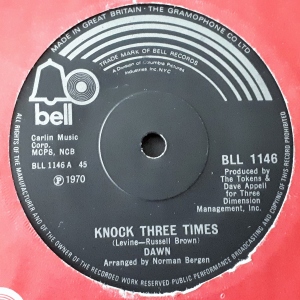 MADE IN GREAT BRITAIN · THE GRAMOPHONE CO LTD
TRADE MARK OF BELL RECORDS
A Division of Columbia Pictures
Industries Inc. N.Y.C.
bell
Carlin Music
Corp.
MCPS, NCB
BLL 1146 A 45
Ⓟ 1970
BLL 1146
Produced by
The Tokens &
Dave Appell
for Three
Dimension
Management, Inc.
KNOCK THREE TIMES
(Levine—Russell Brown)
DAWN
Arranged by Norman Bergen
ALL RIGHTS OF THE MANUFACTURER AND OF THE OWNER OF THE RECORDED WORK RESERVED PUBLIC PERFORMANCE BROADCASTING AND COPYING OF THIS RECORD PROHIBITED